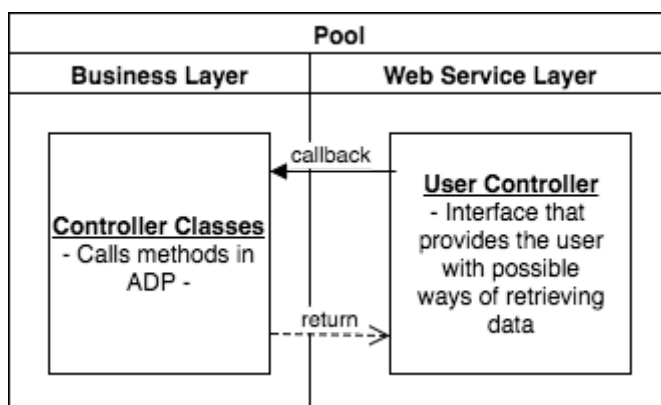 Pool
Business Layer
Web Service Layer
callback
Controller Classes
- Calls methods in
ADP -
User Controller
- Interface that
provides the user
with possible
ways of retrieving
data
return